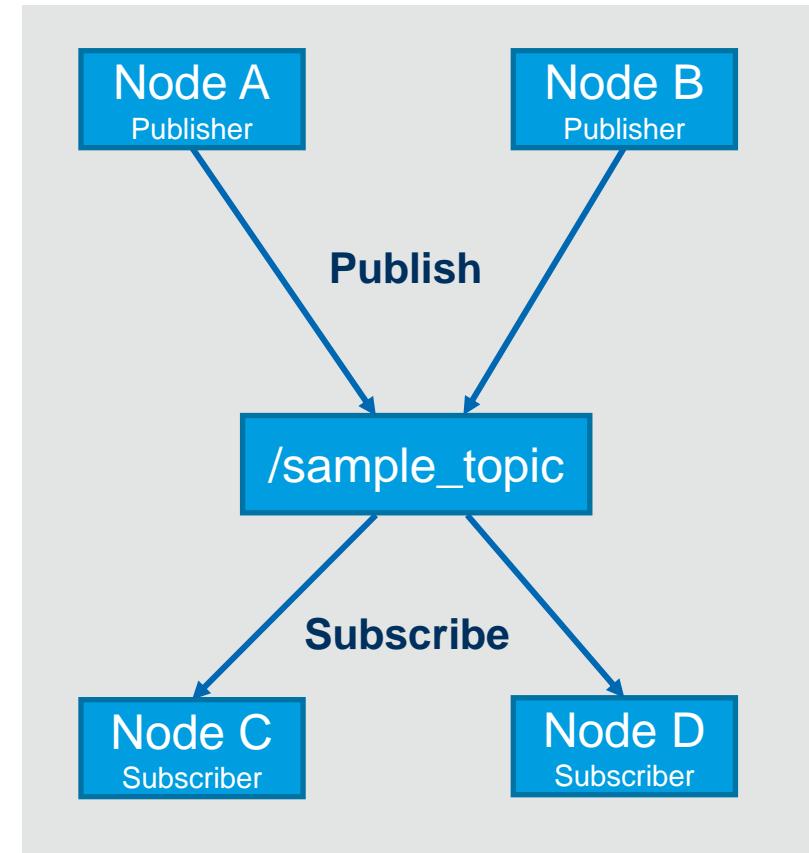 Node A
Publisher
Node B
Publisher
Publish
/sample_topic
Subscribe
Node C
Subscriber
Node D
Subscriber